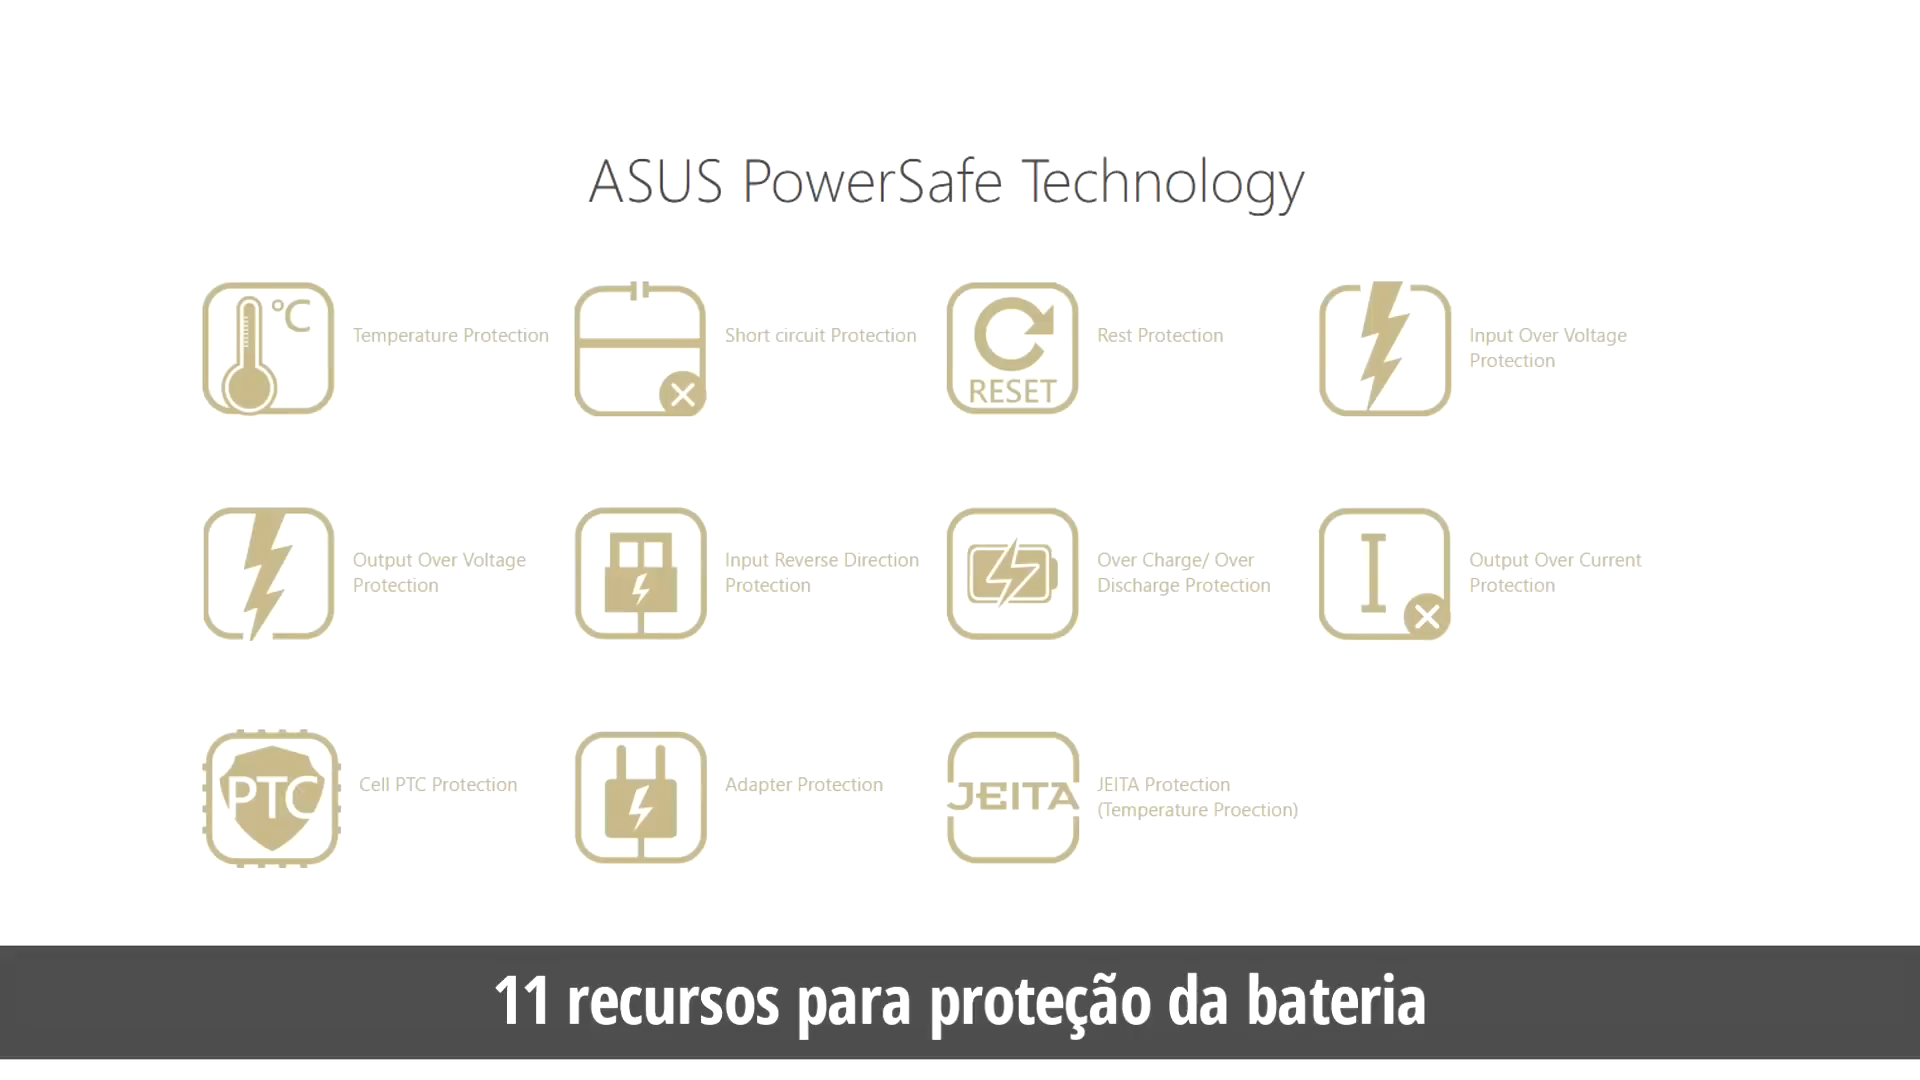 ASUS PowerSafe Technology
°C
Temperature Protection
Short circuit Protection
RESET
Rest Protection
Input Over Voltage
Protection
Output Over Voltage
Protection
Input Reverse Direction
Protection
Over Charge/ Over
Discharge Protection
I
Output Over Current
Protection
PTC
Cell PTC Protection
Adapter Protection
JEITA
JEITA Protection
(Temperature Proection)
11 recursos para proteção da bateria